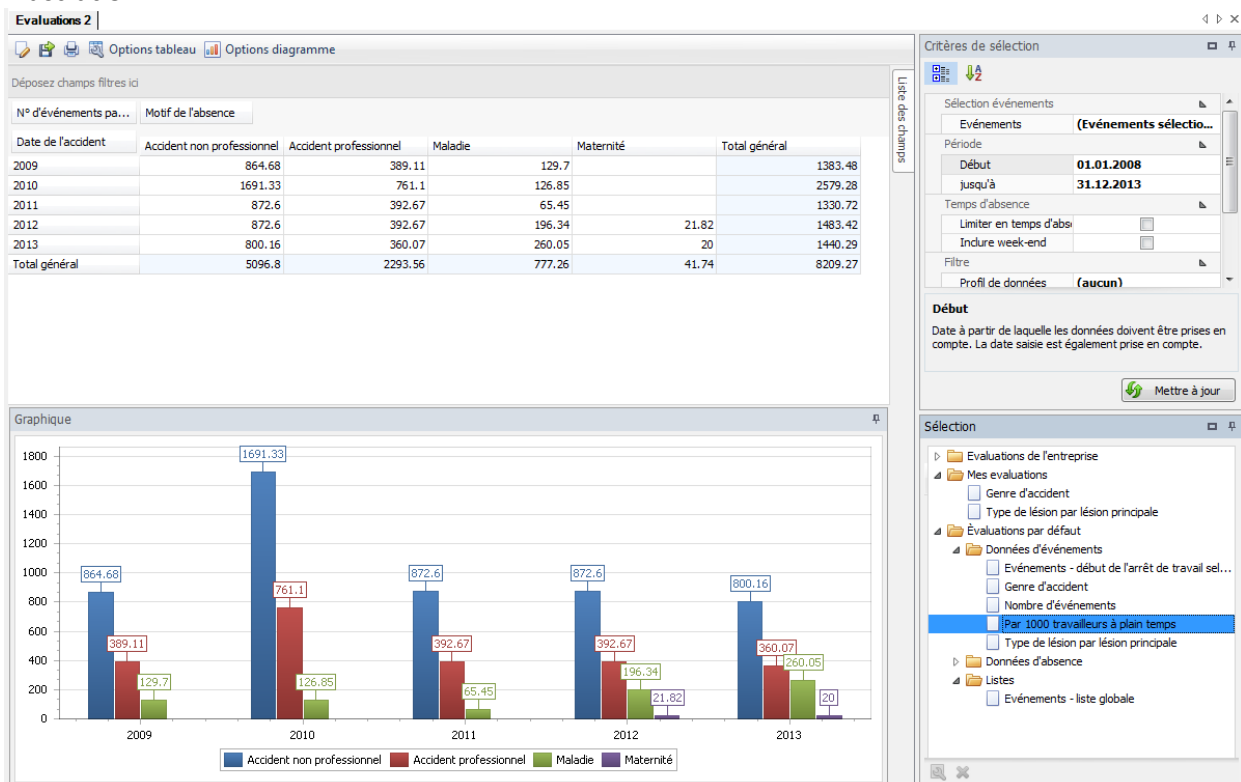 Evaluations 2
Options tableau Options diagramme
Déposez champs filtres ici
N° d'événements pa... Motif de l'absence
Date de l'accident Accident non professionnel Accident professionnel Maladie Maternité Total général
2009 864.68 389.11 129.7 1383.48
2010 1691.33 761.1 126.85 2579.28
2011 872.6 392.67 65.45 1330.72
2012 872.6 392.67 196.34 21.82 1483.42
2013 800.16 360.07 260.05 20 1440.29
Total général 5096.8 2293.56 777.26 41.74 8209.27
Liste des champs
Graphique
1800
1600
1400
1200
1000
800
600
400
200
0
864.68 389.11 129.7
1691.33 761.1 126.85
872.6 392.67 65.45
872.6 392.67 196.34 21.82
800.16 360.07 260.05 20
2009 2010 2011 2012 2013
Accident non professionnel Accident professionnel Maladie Maternité
Critères de sélection
Sélection événements
Evénements (Evénements sélectio...
Période
Début 01.01.2008
jusqu'à 31.12.2013
Temps d'absence
Limiter en temps d'abs
Inclure week-end
Filtre
Profil de données (aucun)
Début
Date à partir de laquelle les données doivent être prises en
compte. La date saisie est également prise en compte.
Mettre à jour
Sélection
Evaluations de l'entreprise
Mes evaluations
Genre d'accident
Type de lésion par lésion principale
Évaluations par défaut
Données d'événements
Evénements - début de l'arrêt de travail sel...
Genre d'accident
Nombre d'événements
Par 1000 travailleurs à plain temps
Type de lésion par lésion principale
Données d'absence
Listes
Evénements - liste globale